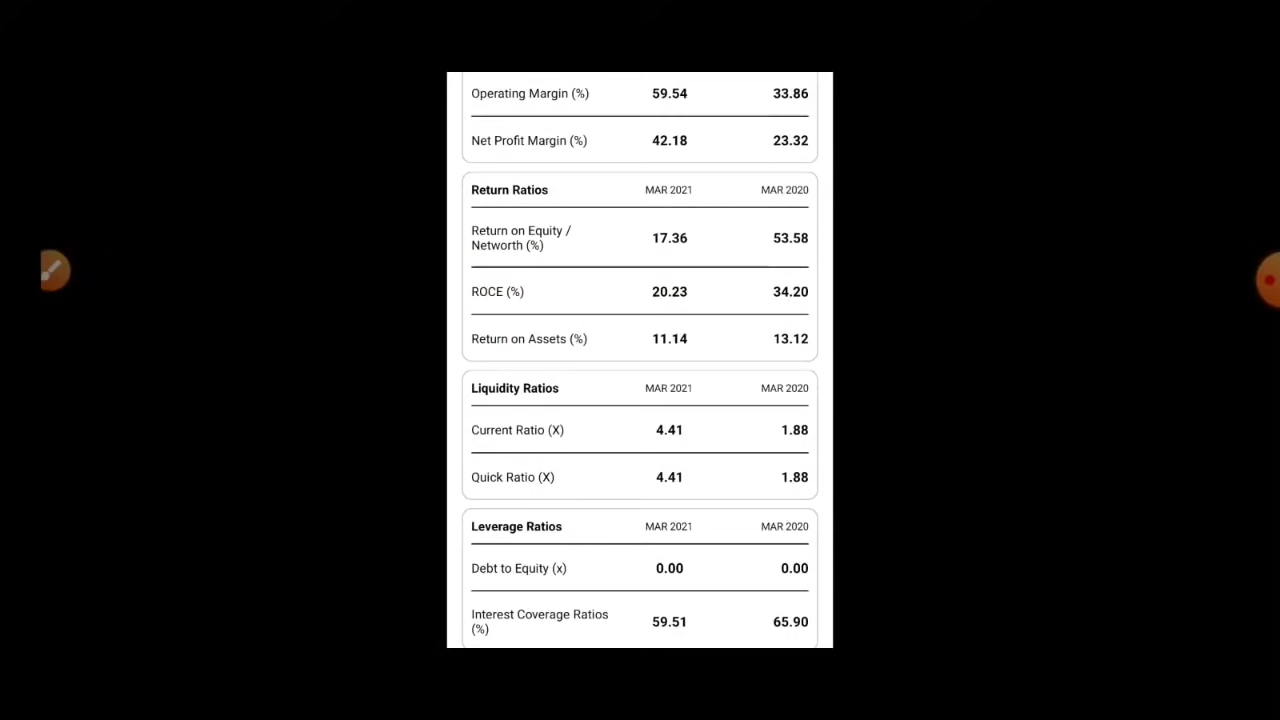 Operating Margin (%) 59.54 33.86
Net Profit Margin (%) 42.18 23.32
Return Ratios MAR 2021 MAR 2020
Return on Equity /
Networth (%) 17.36 53.58
ROCE (%) 20.23 34.20
Return on Assets (%) 11.14 13.12
Liquidity Ratios MAR 2021 MAR 2020
Current Ratio (X) 4.41 1.88
Quick Ratio (X) 4.41 1.88
Leverage Ratios MAR 2021 MAR 2020
Debt to Equity (x) 0.00 0.00
Interest Coverage Ratios
(%) 59.51 65.90